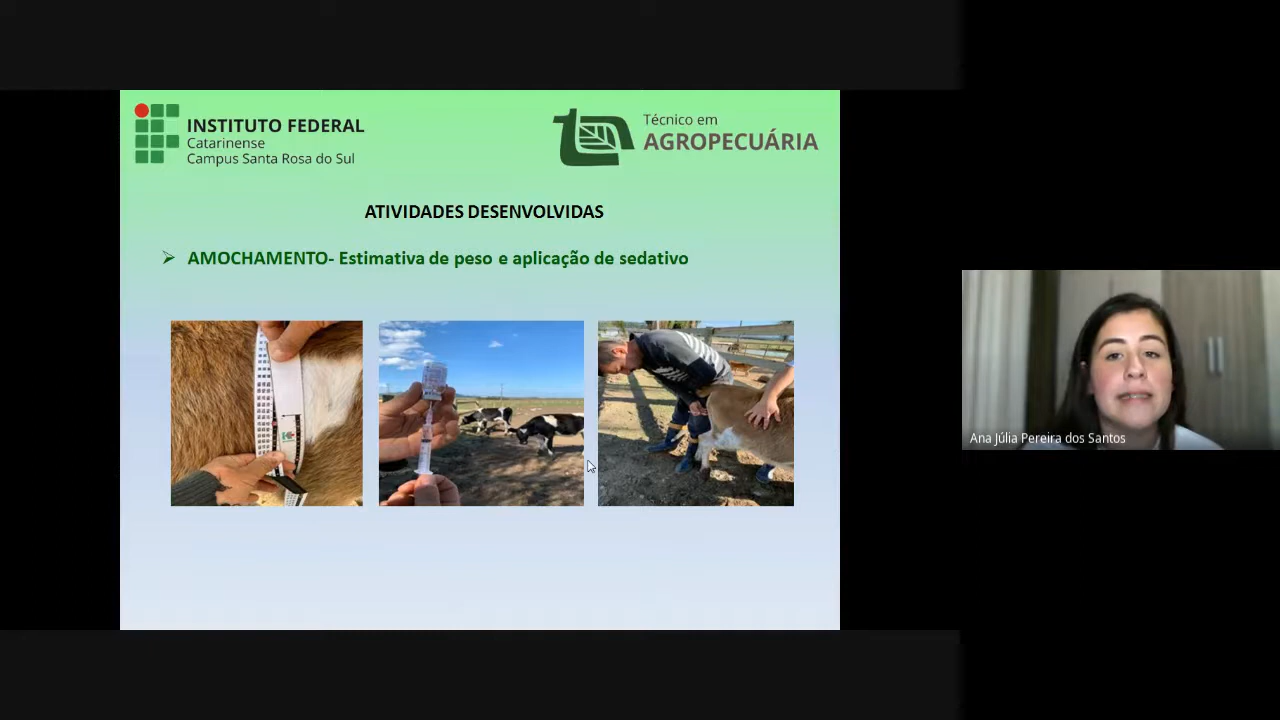 INSTITUTO FEDERAL
Catarinense
Campus Santa Rosa do Sul
Técnico em
AGROPECUÁRIA
ATIVIDADES DESENVOLVIDAS
AMOCHAMENTO- Estimativa de peso e aplicação de sedativo
Ana Júlia Pereira dos Santos